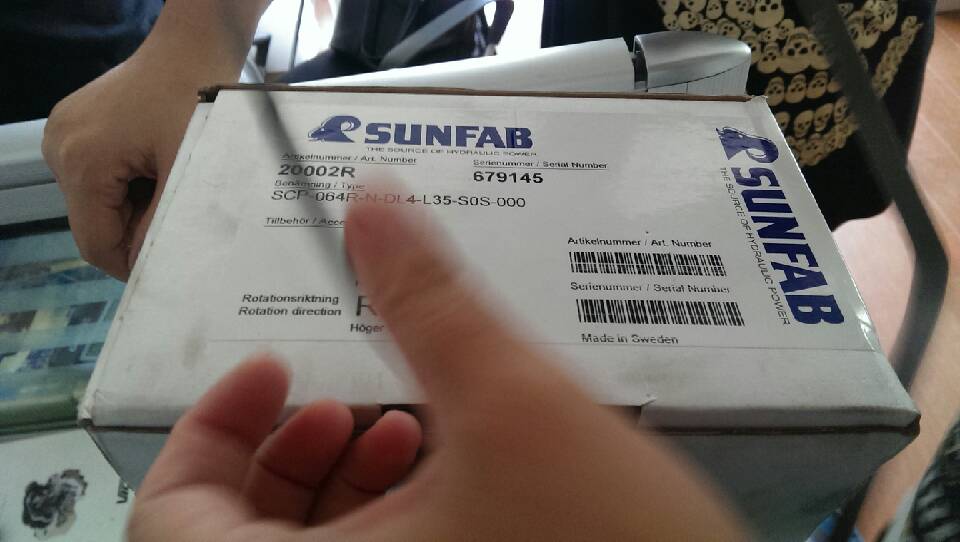 SUNFAB
THE SOURCE OF HYDRAULIC POWER
Artikelnummer / Art. Number
20002R
Serienummer / Serial Number
679145
Benämning / Type
SCP-064R-N-DL4-L35-S0S-000
Tillbehör /
Artikelnummer / Art. Number
Serienummer / Serial Number
Rotationsriktning
Rotation direction
R
Höger
Made in Sweden
SUNFAB
THE SOURCE OF HYDRAULIC POWER